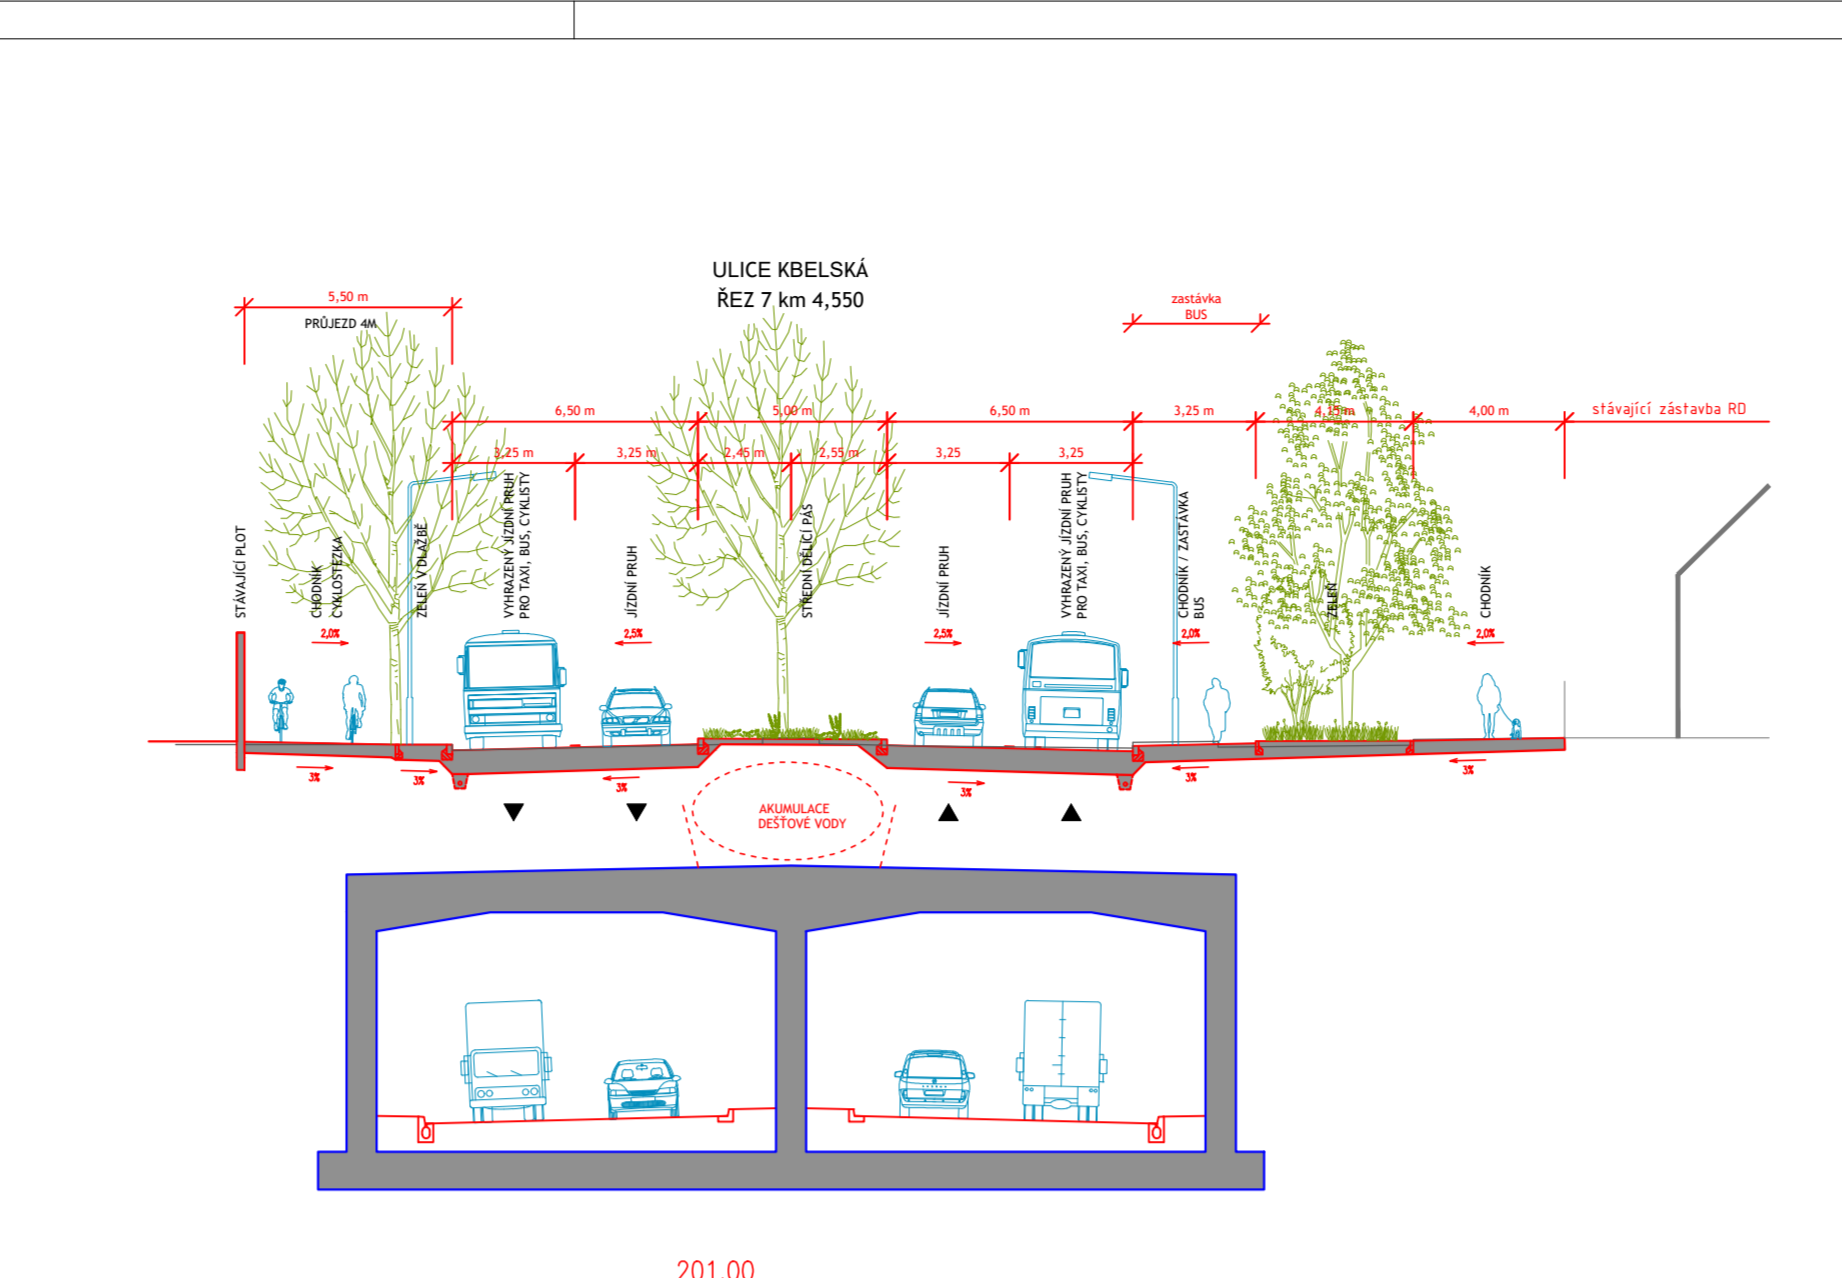 ULICE KBELSKÁ
ŘEZ 7 km 4,550
5,50 m
PRŮJEZD 4M
zastávka
BUS
6,50 m
5,00 m
6,50 m
3,25 m
4,15 m
4,00 m
stávající zástavba RD
3,25 m
3,25 m
2,45 m
2,55 m
3,25
3,25
STÁVAJÍCÍ PLOT
CHODNÍK
CYKLOSTEZKA
ZELEŇ V DLAŽBĚ
VYHRAZENÝ JÍZDNÍ PRUH
PRO TAXI, BUS, CYKLISTY
JÍZDNÍ PRUH
STŘEDNÍ DĚLÍCÍ PÁS
JÍZDNÍ PRUH
VYHRAZENÝ JÍZDNÍ PRUH
PRO TAXI, BUS, CYKLISTY
CHODNÍK / ZASTÁVKA
BUS
ZELEŇ
CHODNÍK
2,0%
2,5%
2,5%
2,0%
2,0%
3%
3%
3%
3%
3%
3%
AKUMULACE
DEŠŤOVÉ VODY
201.00